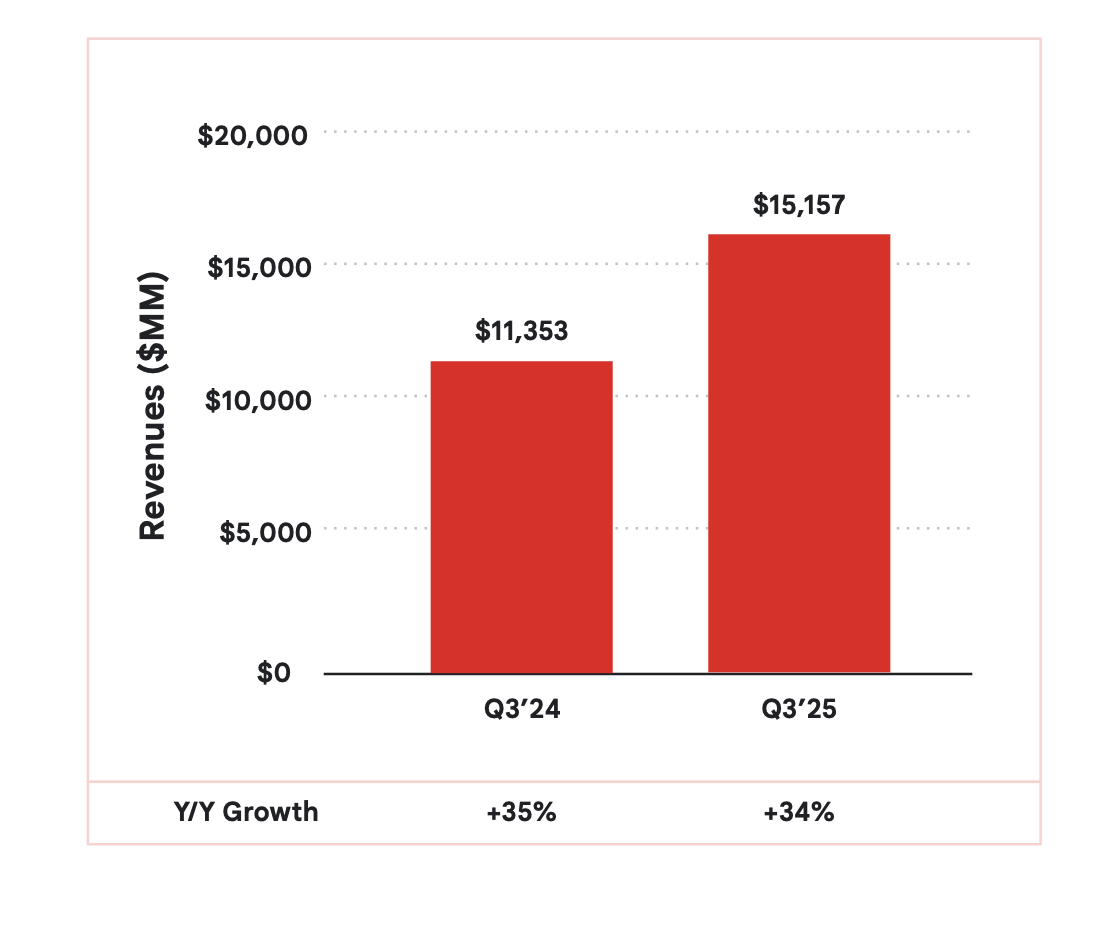 $20,000
$15,157
$15,000
$11,353
$10,000
$5,000
$0
Revenues ($MM)
Q3’24 Q3’25
Y/Y Growth +35% +34%